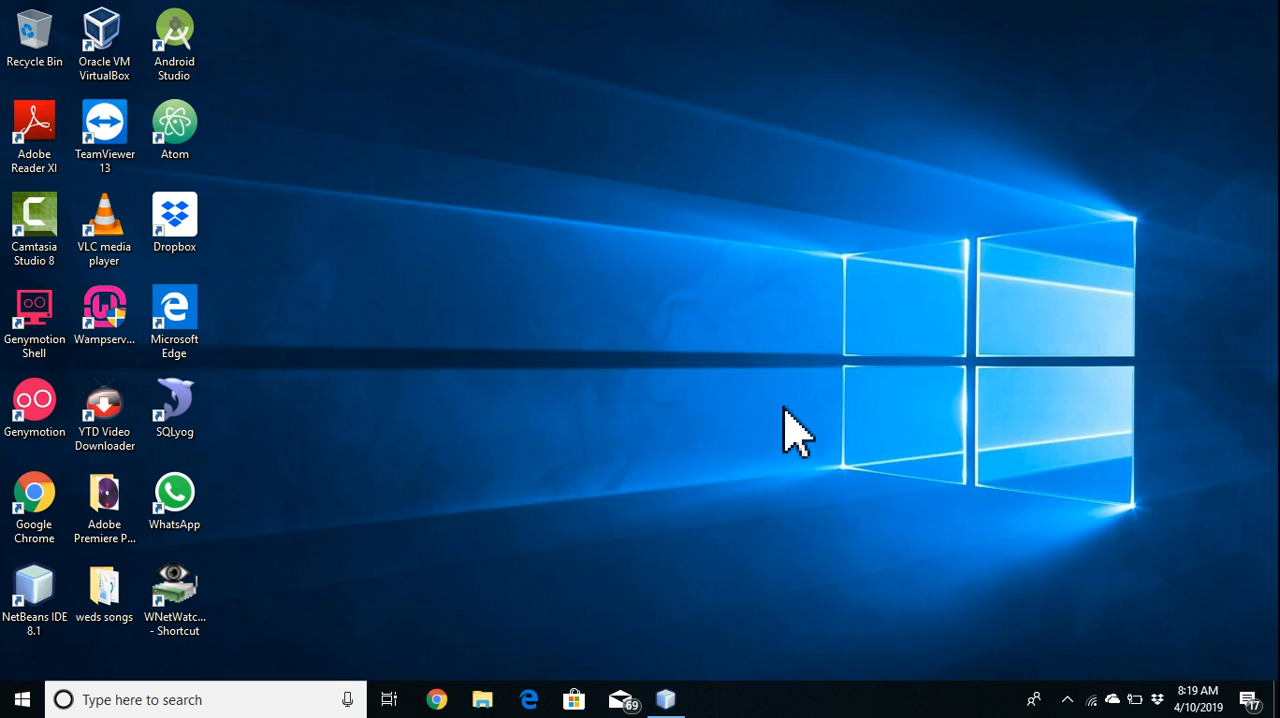 Recycle Bin
Oracle VM
VirtualBox
Android
Studio
Adobe
Reader XI
TeamViewer
13
Atom
Camtasia
Studio 8
VLC media
player
Dropbox
Genymotion
Shell
Wampserv...
Microsoft
Edge
Genymotion
YTD Video
Downloader
SQLyog
Google
Chrome
Adobe
Premiere P...
WhatsApp
NetBeans IDE
8.1
weds songs
WNetWatc...
- Shortcut
Type here to search
69
8:19 AM
4/10/2019
17